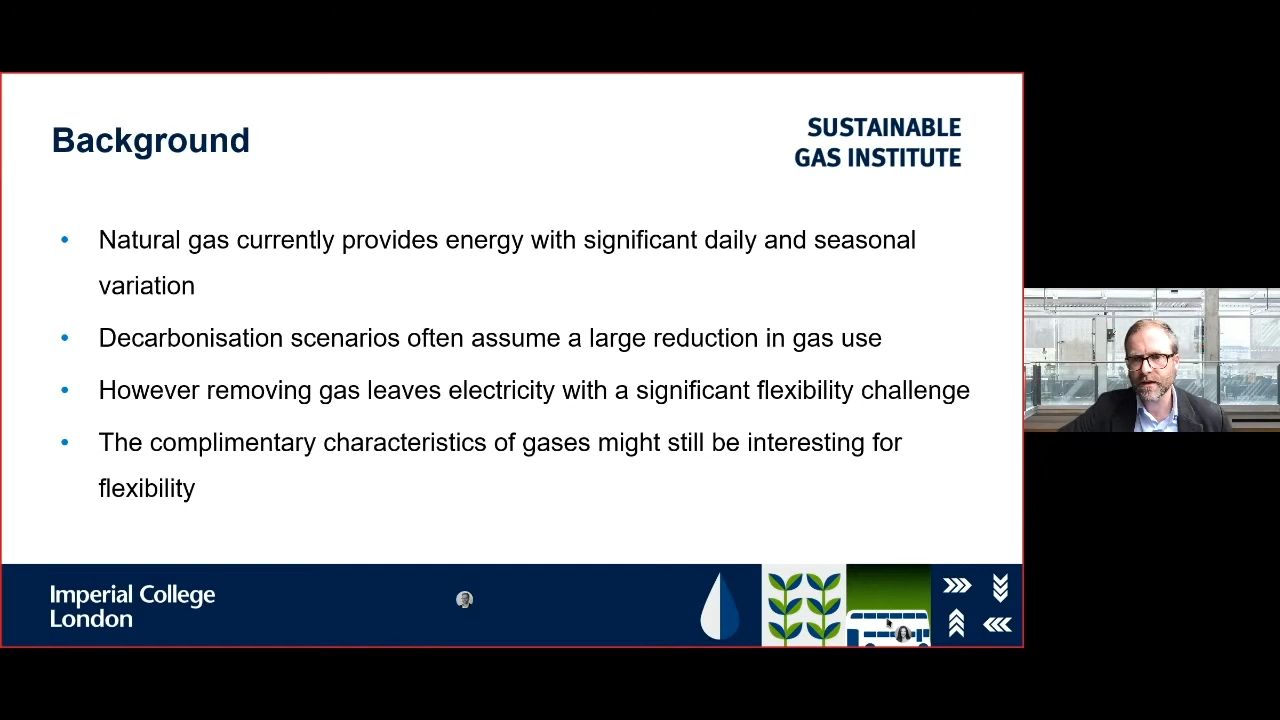 Background
SUSTAINABLE
GAS INSTITUTE
• Natural gas currently provides energy with significant daily and seasonal
variation
• Decarbonisation scenarios often assume a large reduction in gas use
• However removing gas leaves electricity with a significant flexibility challenge
• The complimentary characteristics of gases might still be interesting for
flexibility
Imperial College
London